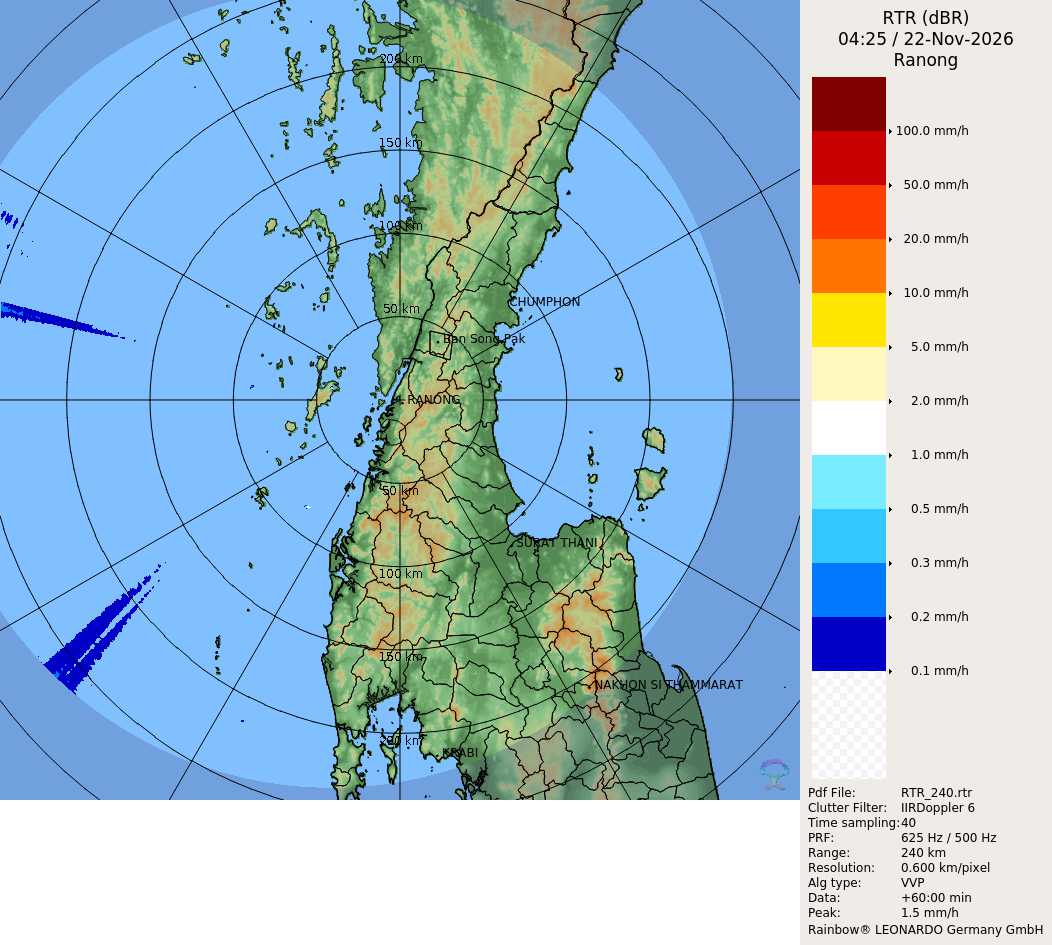 RTR (dBR)
04:25 / 22-Nov-2026
Ranong
200 km
150 km
100 km
50 km
CHUMPHON
Ban Song Pak
RANONG
50 km
SURAT THANI
100 km
150 km
NAKHON SI THAMMARAT
200 km
KRABI
100.0 mm/h
50.0 mm/h
20.0 mm/h
10.0 mm/h
5.0 mm/h
2.0 mm/h
1.0 mm/h
0.5 mm/h
0.3 mm/h
0.2 mm/h
0.1 mm/h
Pdf File: RTR_240.rtr
Clutter Filter: IIRDoppler 6
Time sampling: 40
PRF: 625 Hz / 500 Hz
Range: 240 km
Resolution: 0.600 km/pixel
Alg type: VVP
Data: +60:00 min
Peak: 1.5 mm/h
Rainbow® LEONARDO Germany GmbH